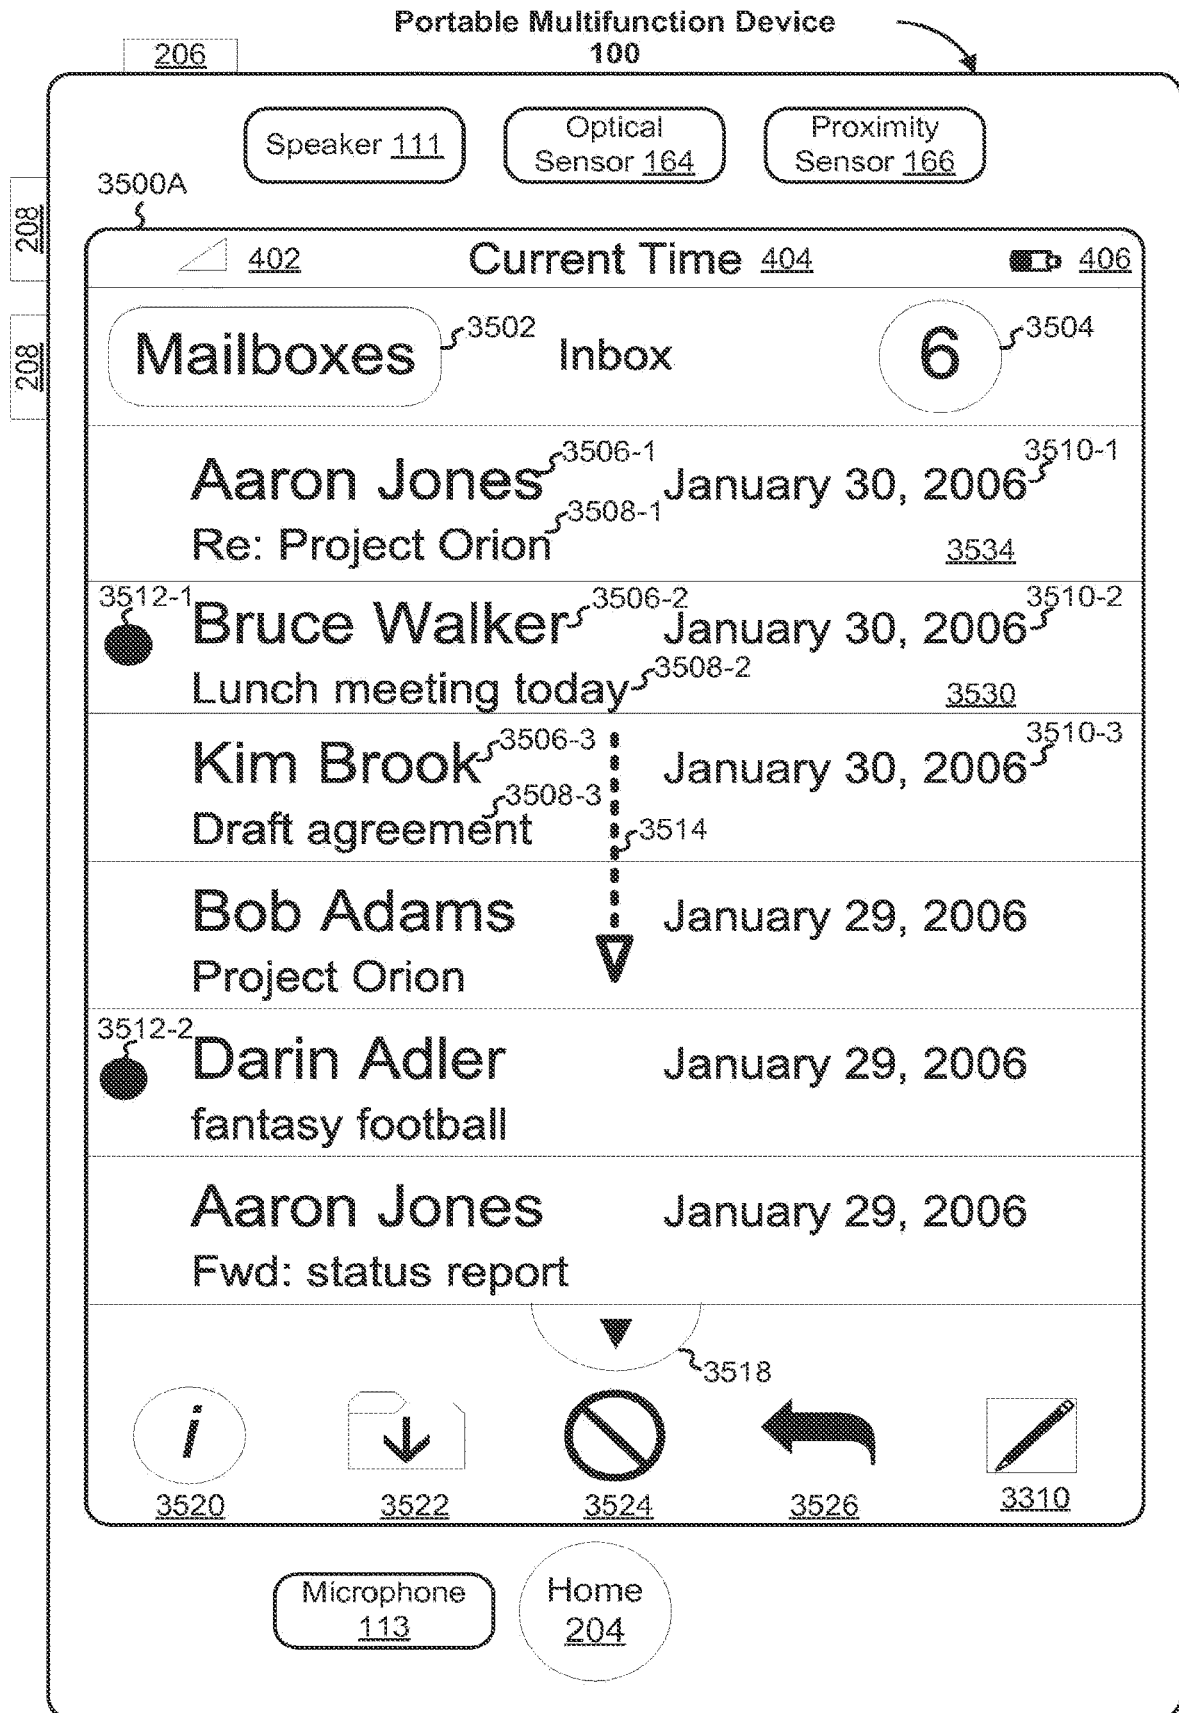 Portable Multifunction Device
100
206
Speaker 111
Optical
Sensor 164
Proximity
Sensor 166
3500A
208
208
402
Current Time 404
406
Mailboxes
3502
Inbox
6
3504
Aaron Jones
3506-1
January 30, 2006
3510-1
Re: Project Orion
3508-1
3534
3512-1
Bruce Walker
3506-2
January 30, 2006
3510-2
Lunch meeting today
3508-2
3530
Kim Brook
3506-3
January 30, 2006
3510-3
Draft agreement
3508-3
3514
Bob Adams
January 29, 2006
Project Orion
3512-2
Darin Adler
January 29, 2006
fantasy football
Aaron Jones
January 29, 2006
Fwd: status report
3518
i
3520
3522
3524
3526
3310
Microphone
113
Home
204